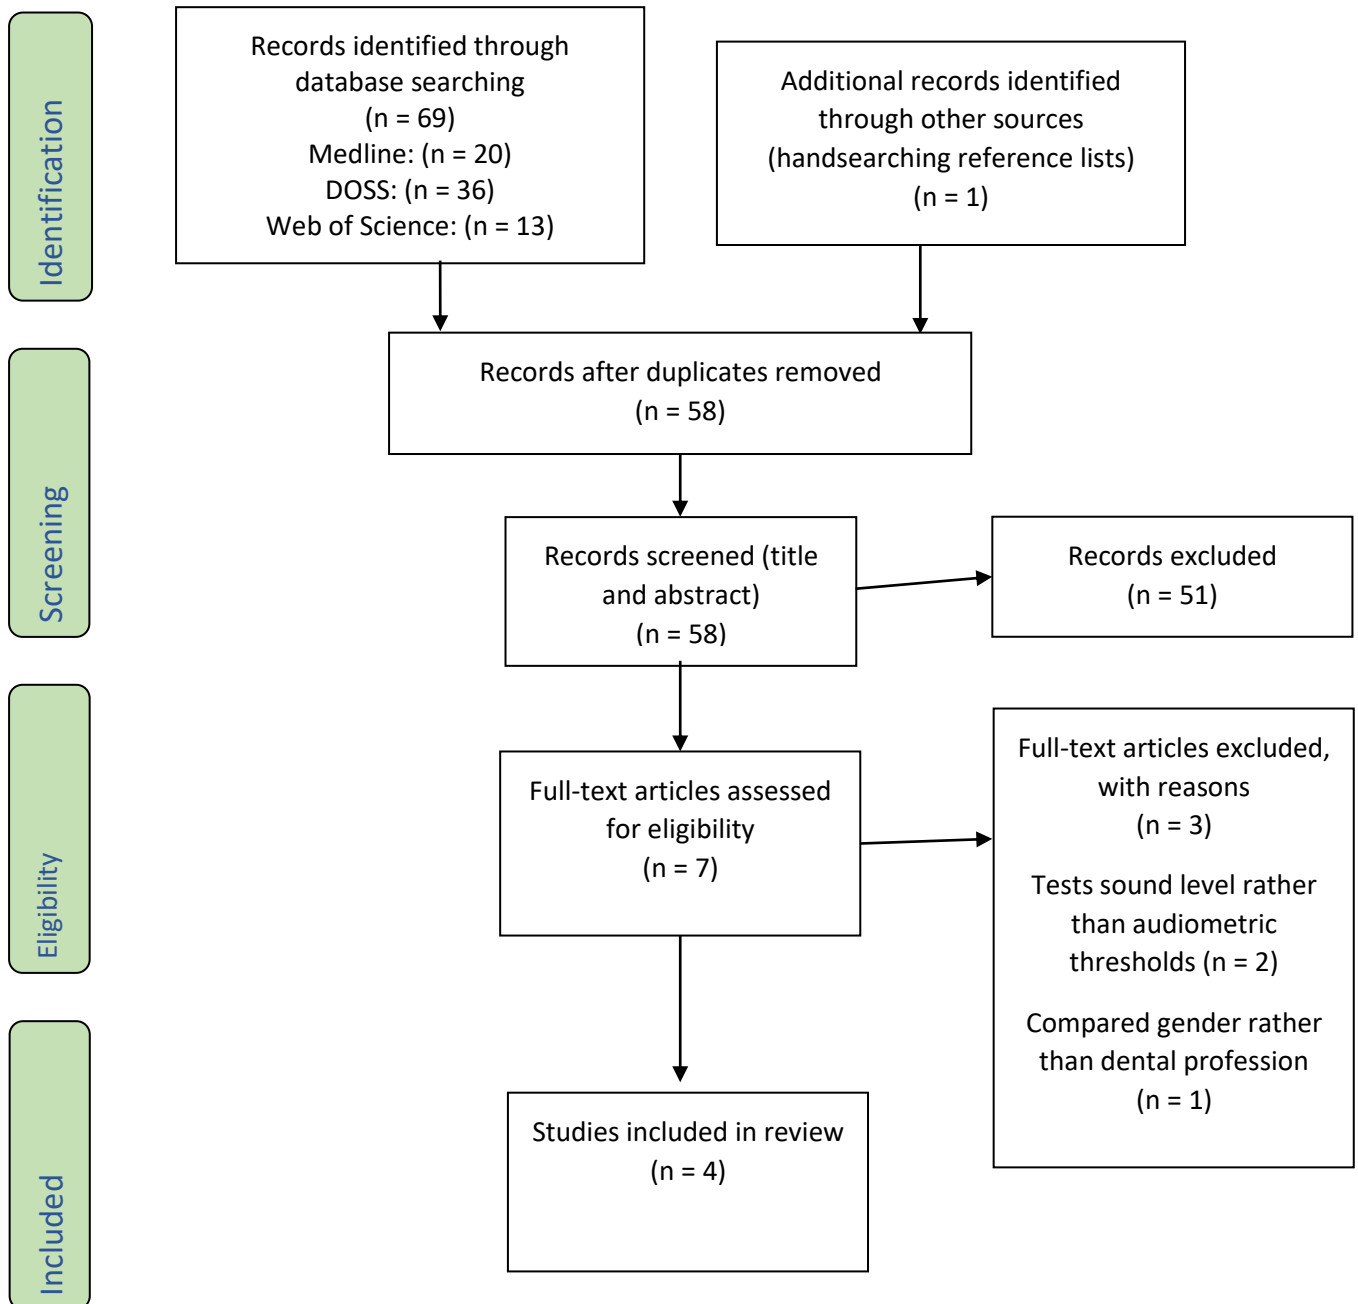 Identification
Records identified through
database searching
(n = 69)
Medline: (n = 20)
DOSS: (n = 36)
Web of Science: (n = 13)
Additional records identified
through other sources
(handsearching reference lists)
(n = 1)
Records after duplicates removed
(n = 58)
Screening
Records screened (title
and abstract)
(n = 58)
Records excluded
(n = 51)
Eligibility
Full-text articles assessed
for eligibility
(n = 7)
Full-text articles excluded,
with reasons
(n = 3)
Tests sound level rather
than audiometric
thresholds (n = 2)
Compared gender rather
than dental profession
(n = 1)
Included
Studies included in review
(n = 4)